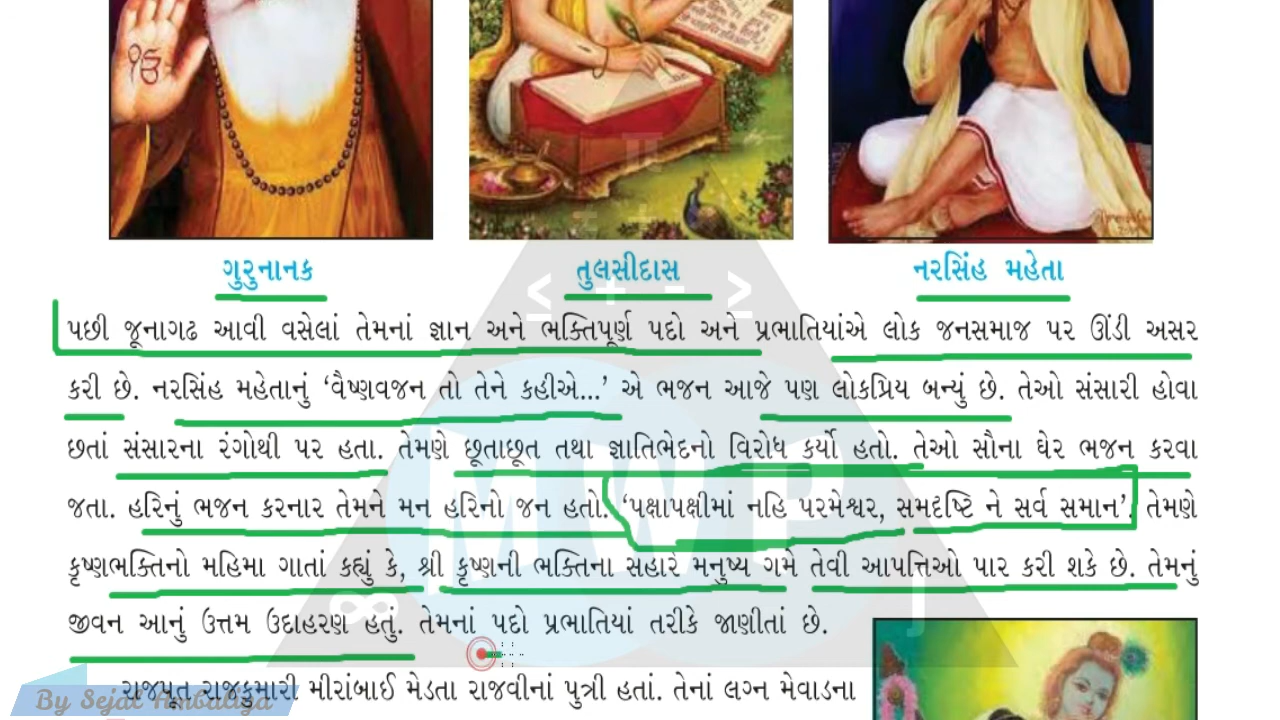 ગુરુનાનક
તુલસીદાસ
નરસિંહ મહેતા
પછી જૂનાગઢ આવી વસેલાં તેમનાં જ્ઞાન અને ભક્તિપૂર્ણ પદો અને પ્રભાતિયાંએ લોક જનસમાજ પર ઊંડી અસર
કરી છે. નરસિંહ મહેતાનું ‘વૈષ્ણવજન તો તેને કહીએ...’ એ ભજન આજે પણ લોકપ્રિય બન્યું છે. તેઓ સંસારી હોવા
છતાં સંસારના રંગોથી પર હતા. તેમણે છૂતાછૂત તથા જ્ઞાતિભેદનો વિરોધ કર્યો હતો. તેઓ સૌના ઘેર ભજન કરવા
જતા. હરિનું ભજન કરનાર તેમને મન હરિનો જન હતો. ‘પક્ષાપક્ષીમાં નહિ પરમેશ્વર, સમદષ્ટિ ને સર્વ સમાન’. તેમણે
કૃષ્ણભક્તિનો મહિમા ગાતાં કહ્યું કે, શ્રી કૃષ્ણની ભક્તિના સહારે મનુષ્ય ગમે તેવી આપત્તિઓ પાર કરી શકે છે. તેમનું
જીવન આનું ઉત્તમ ઉદાહરણ હતું. તેમનાં પદો પ્રભાતિયાં તરીકે જાણીતાં છે.
રાજપૂત રાજકુમારી મીરાંબાઈ મેડતા રાજવીનાં પુત્રી હતાં. તેનાં લગ્ન મેવાડના
By Sejal Ambaliya
MWP